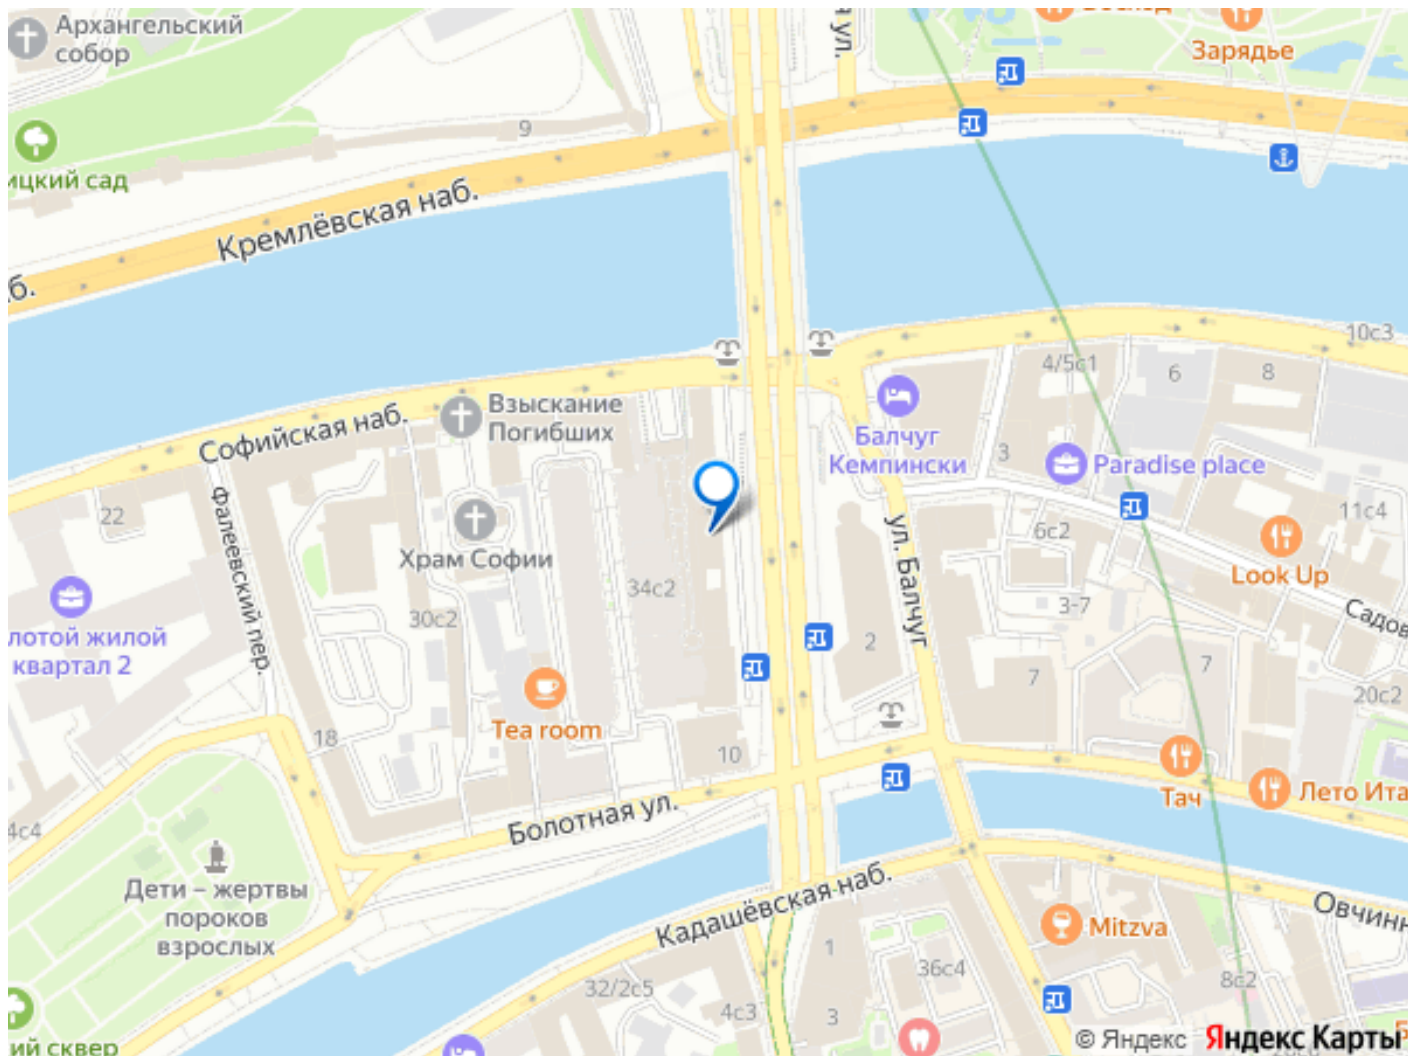 Архангельский
собор
а ул.
Зарядье
9
ицкий сад
Кремлёвская наб.
б.
10с3
4/5с1
6
8
Взыскание
Погибших
Софийская наб.
Балчуг
Кемпински
3
Paradise place
22
Фалеевский пер.
Храм Софии
ул. Балчуг
6с2
11с4
Look Up
34с2
30с2
3-7
Садов
лотой жилой
квартал 2
2
7
7
20с2
Tea room
18
10
Тач
Лето Ита
Болотная ул.
4с4
Дети – жертвы
пороков
взрослых
Кадашёвская наб.
Овчинн
Mitzva
1
36с4
8с2
32/2с5
4с3
3
ий сквер
© Яндекс Яндекс Карты